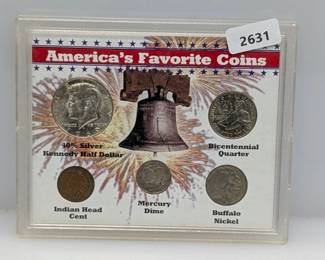 2631
America's Favorite Coins
40% Silver
Kennedy Half Dollar
Bicentennial
Quarter
Indian Head
Cent
Mercury
Dime
Buffalo
Nickel